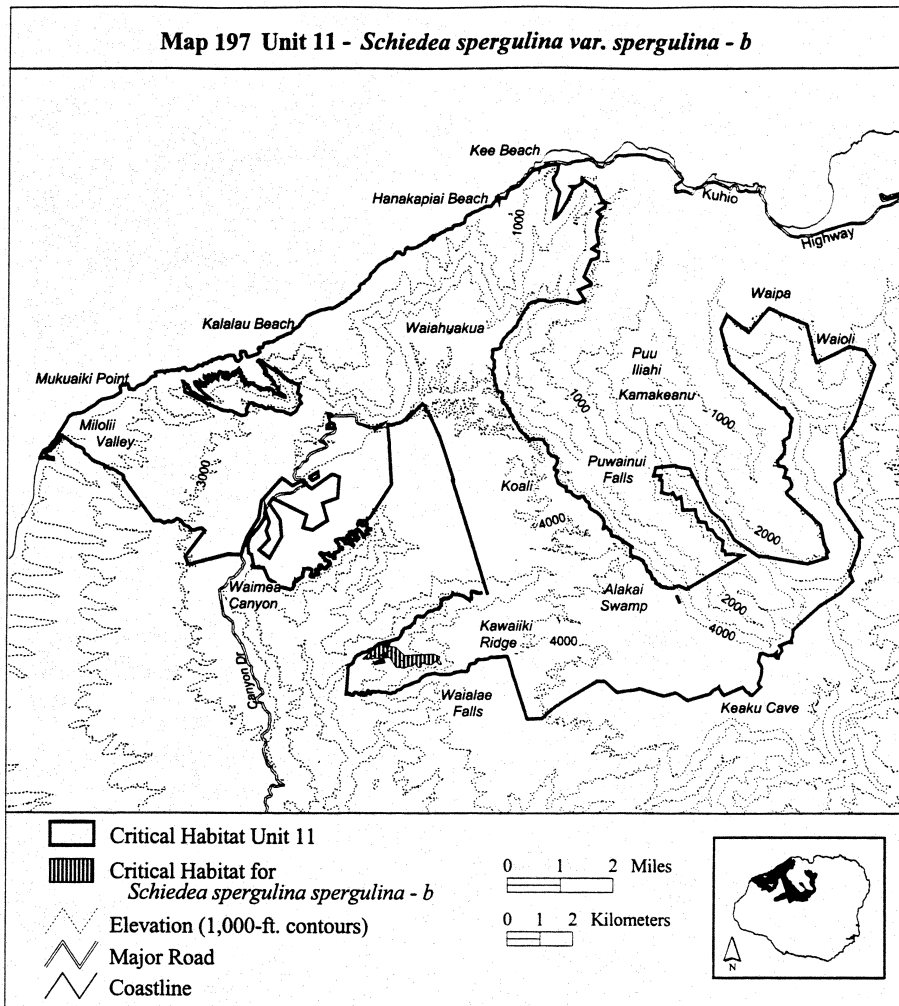 Map 197 Unit 11 - Schiedea spergulina var. spergulina - b
Kee Beach
Hanakapiai Beach
Kuhio
Highway
1000
Waipa
Kalalau Beach
Waiahuakua
Waioli
Puu
Iliahi
Mukuaiki Point
Kamakeanu
1000
1000
Milolii
Valley
3000
Puwainui
Falls
Koali
4000
2000
Waimea
Canyon
Alakai
Swamp
2000
4000
Kawaiiki
Ridge
4000
Canyon Dr
Waialae
Falls
Keaku Cave
Critical Habitat Unit 11
Critical Habitat for
Schiedea spergulina spergulina - b
Elevation (1,000-ft. contours)
Major Road
Coastline
0 1 2 Miles
0 1 2 Kilometers
N